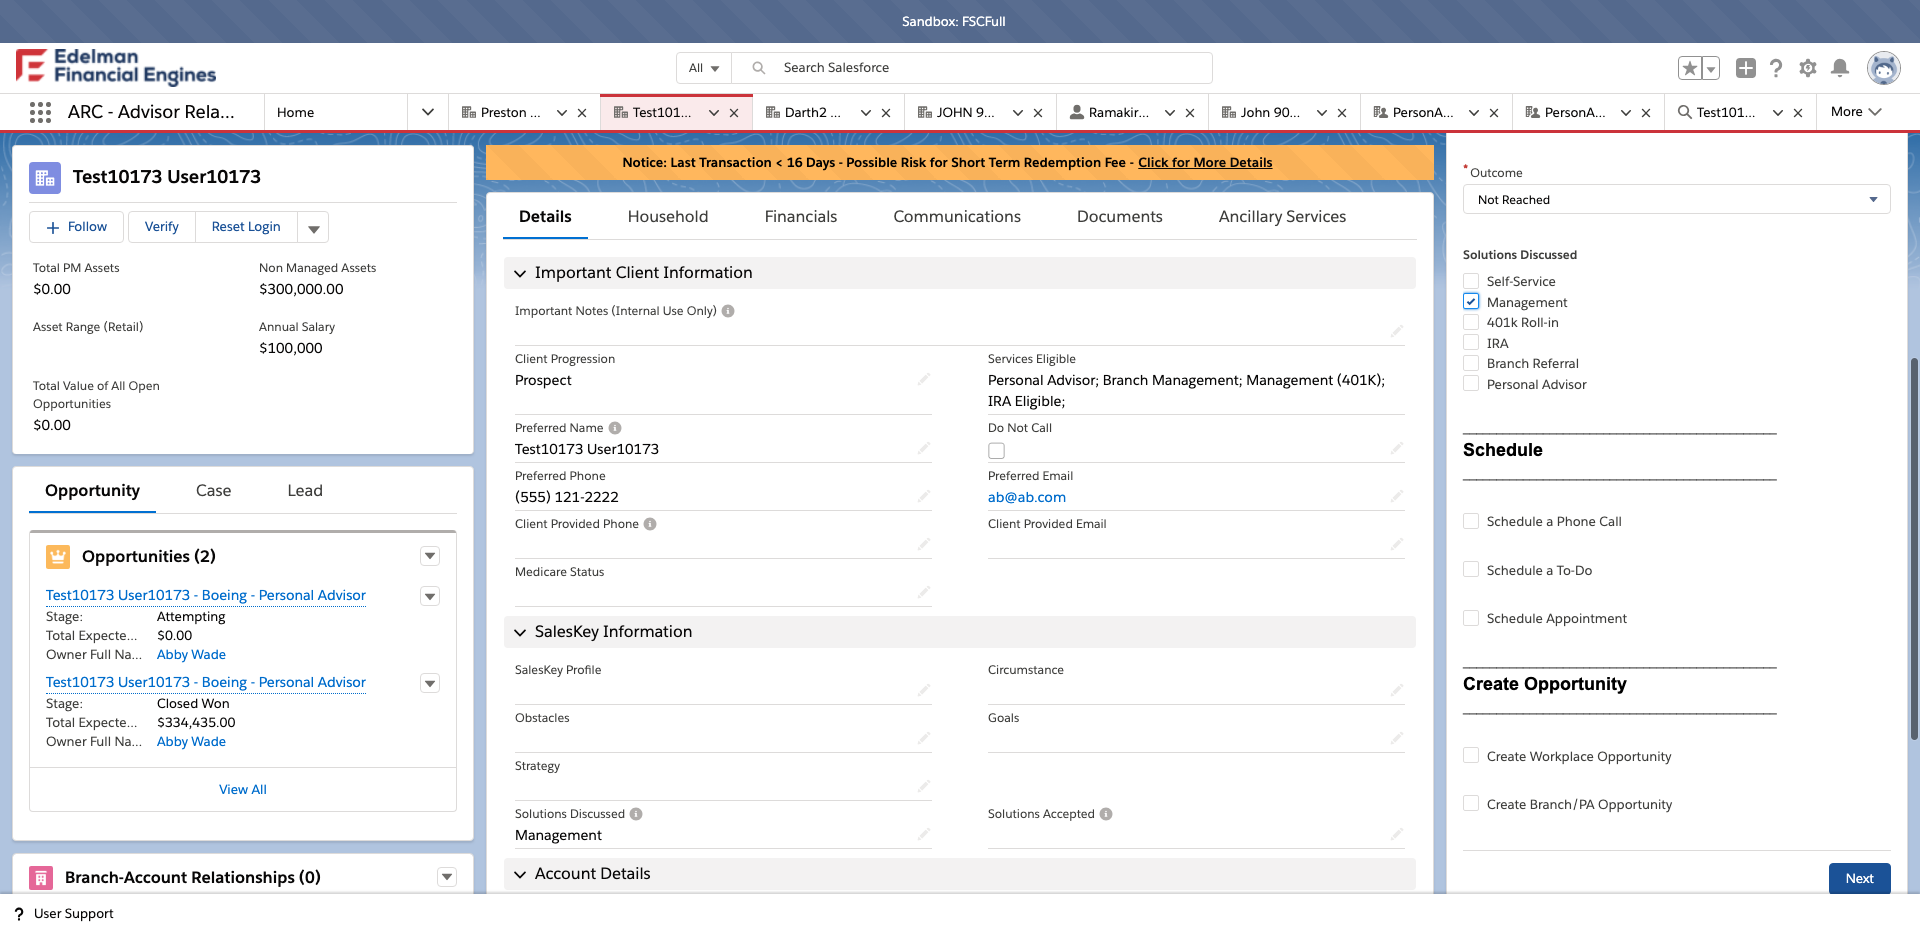 Sandbox: FSCFull
Edelman
Financial Engines
All
Search Salesforce
ARC - Advisor Rela...
Home
Preston ...
Test101...
Darth2 ...
JOHN 9...
Ramakir...
John 90...
PersonA...
PersonA...
Test101...
More
Test10173 User10173
Follow
Verify
Reset Login
Total PM Assets
$0.00
Non Managed Assets
$300,000.00
Asset Range (Retail)
Annual Salary
$100,000
Total Value of All Open
Opportunities
$0.00
Opportunity
Case
Lead
Opportunities (2)
Test10173 User10173 - Boeing - Personal Advisor
Stage: Attempting
Total Expecte... $0.00
Owner Full Na... Abby Wade
Test10173 User10173 - Boeing - Personal Advisor
Stage: Closed Won
Total Expecte... $334,435.00
Owner Full Na... Abby Wade
View All
Branch-Account Relationships (0)
Notice: Last Transaction < 16 Days - Possible Risk for Short Term Redemption Fee - Click for More Details
Details
Household
Financials
Communications
Documents
Ancillary Services
Important Client Information
Important Notes (Internal Use Only)
Client Progression
Prospect
Services Eligible
Personal Advisor; Branch Management; Management (401K);
IRA Eligible;
Preferred Name
Test10173 User10173
Do Not Call
Preferred Phone
(555) 121-2222
Preferred Email
ab@ab.com
Client Provided Phone
Client Provided Email
Medicare Status
SalesKey Information
SalesKey Profile
Circumstance
Obstacles
Goals
Strategy
Solutions Discussed
Management
Solutions Accepted
Account Details
*Outcome
Not Reached
Solutions Discussed
Self-Service
Management
401k Roll-in
IRA
Branch Referral
Personal Advisor
Schedule
Schedule a Phone Call
Schedule a To-Do
Schedule Appointment
Create Opportunity
Create Workplace Opportunity
Create Branch/PA Opportunity
Next
? User Support